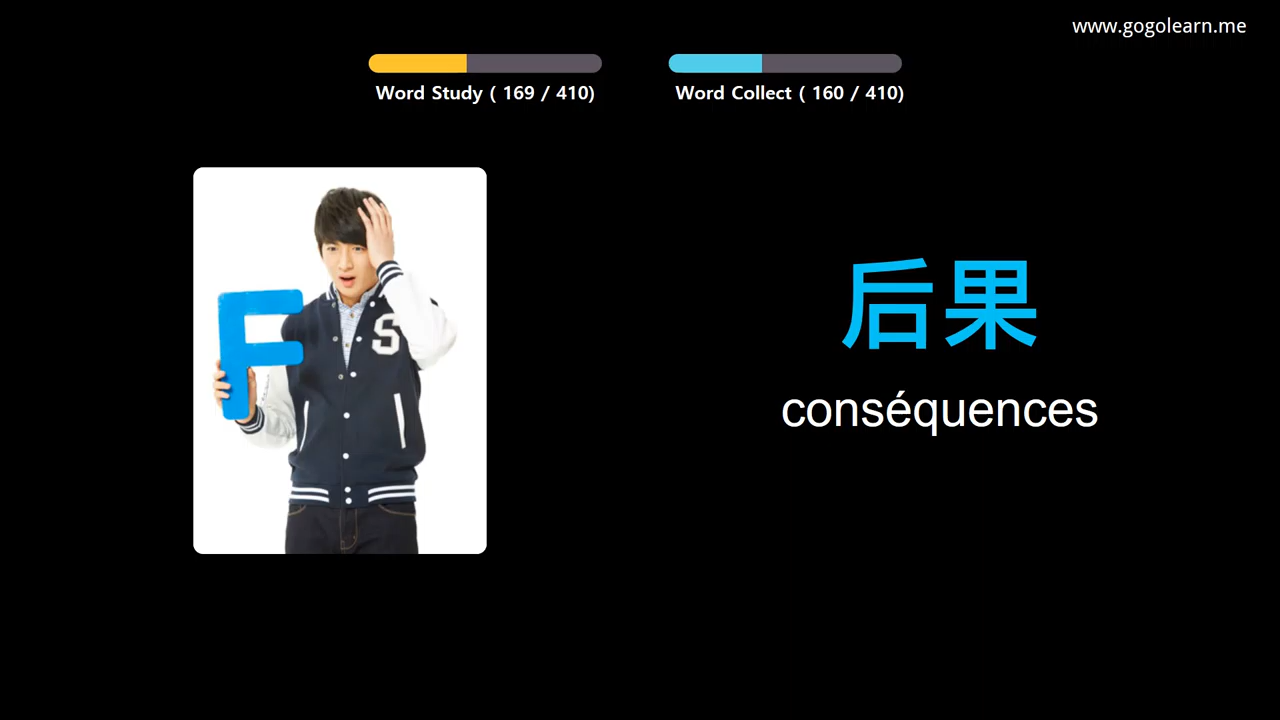 www.gogolearn.me
Word Study ( 169 / 410)
Word Collect ( 160 / 410)
F
S
后果
conséquences